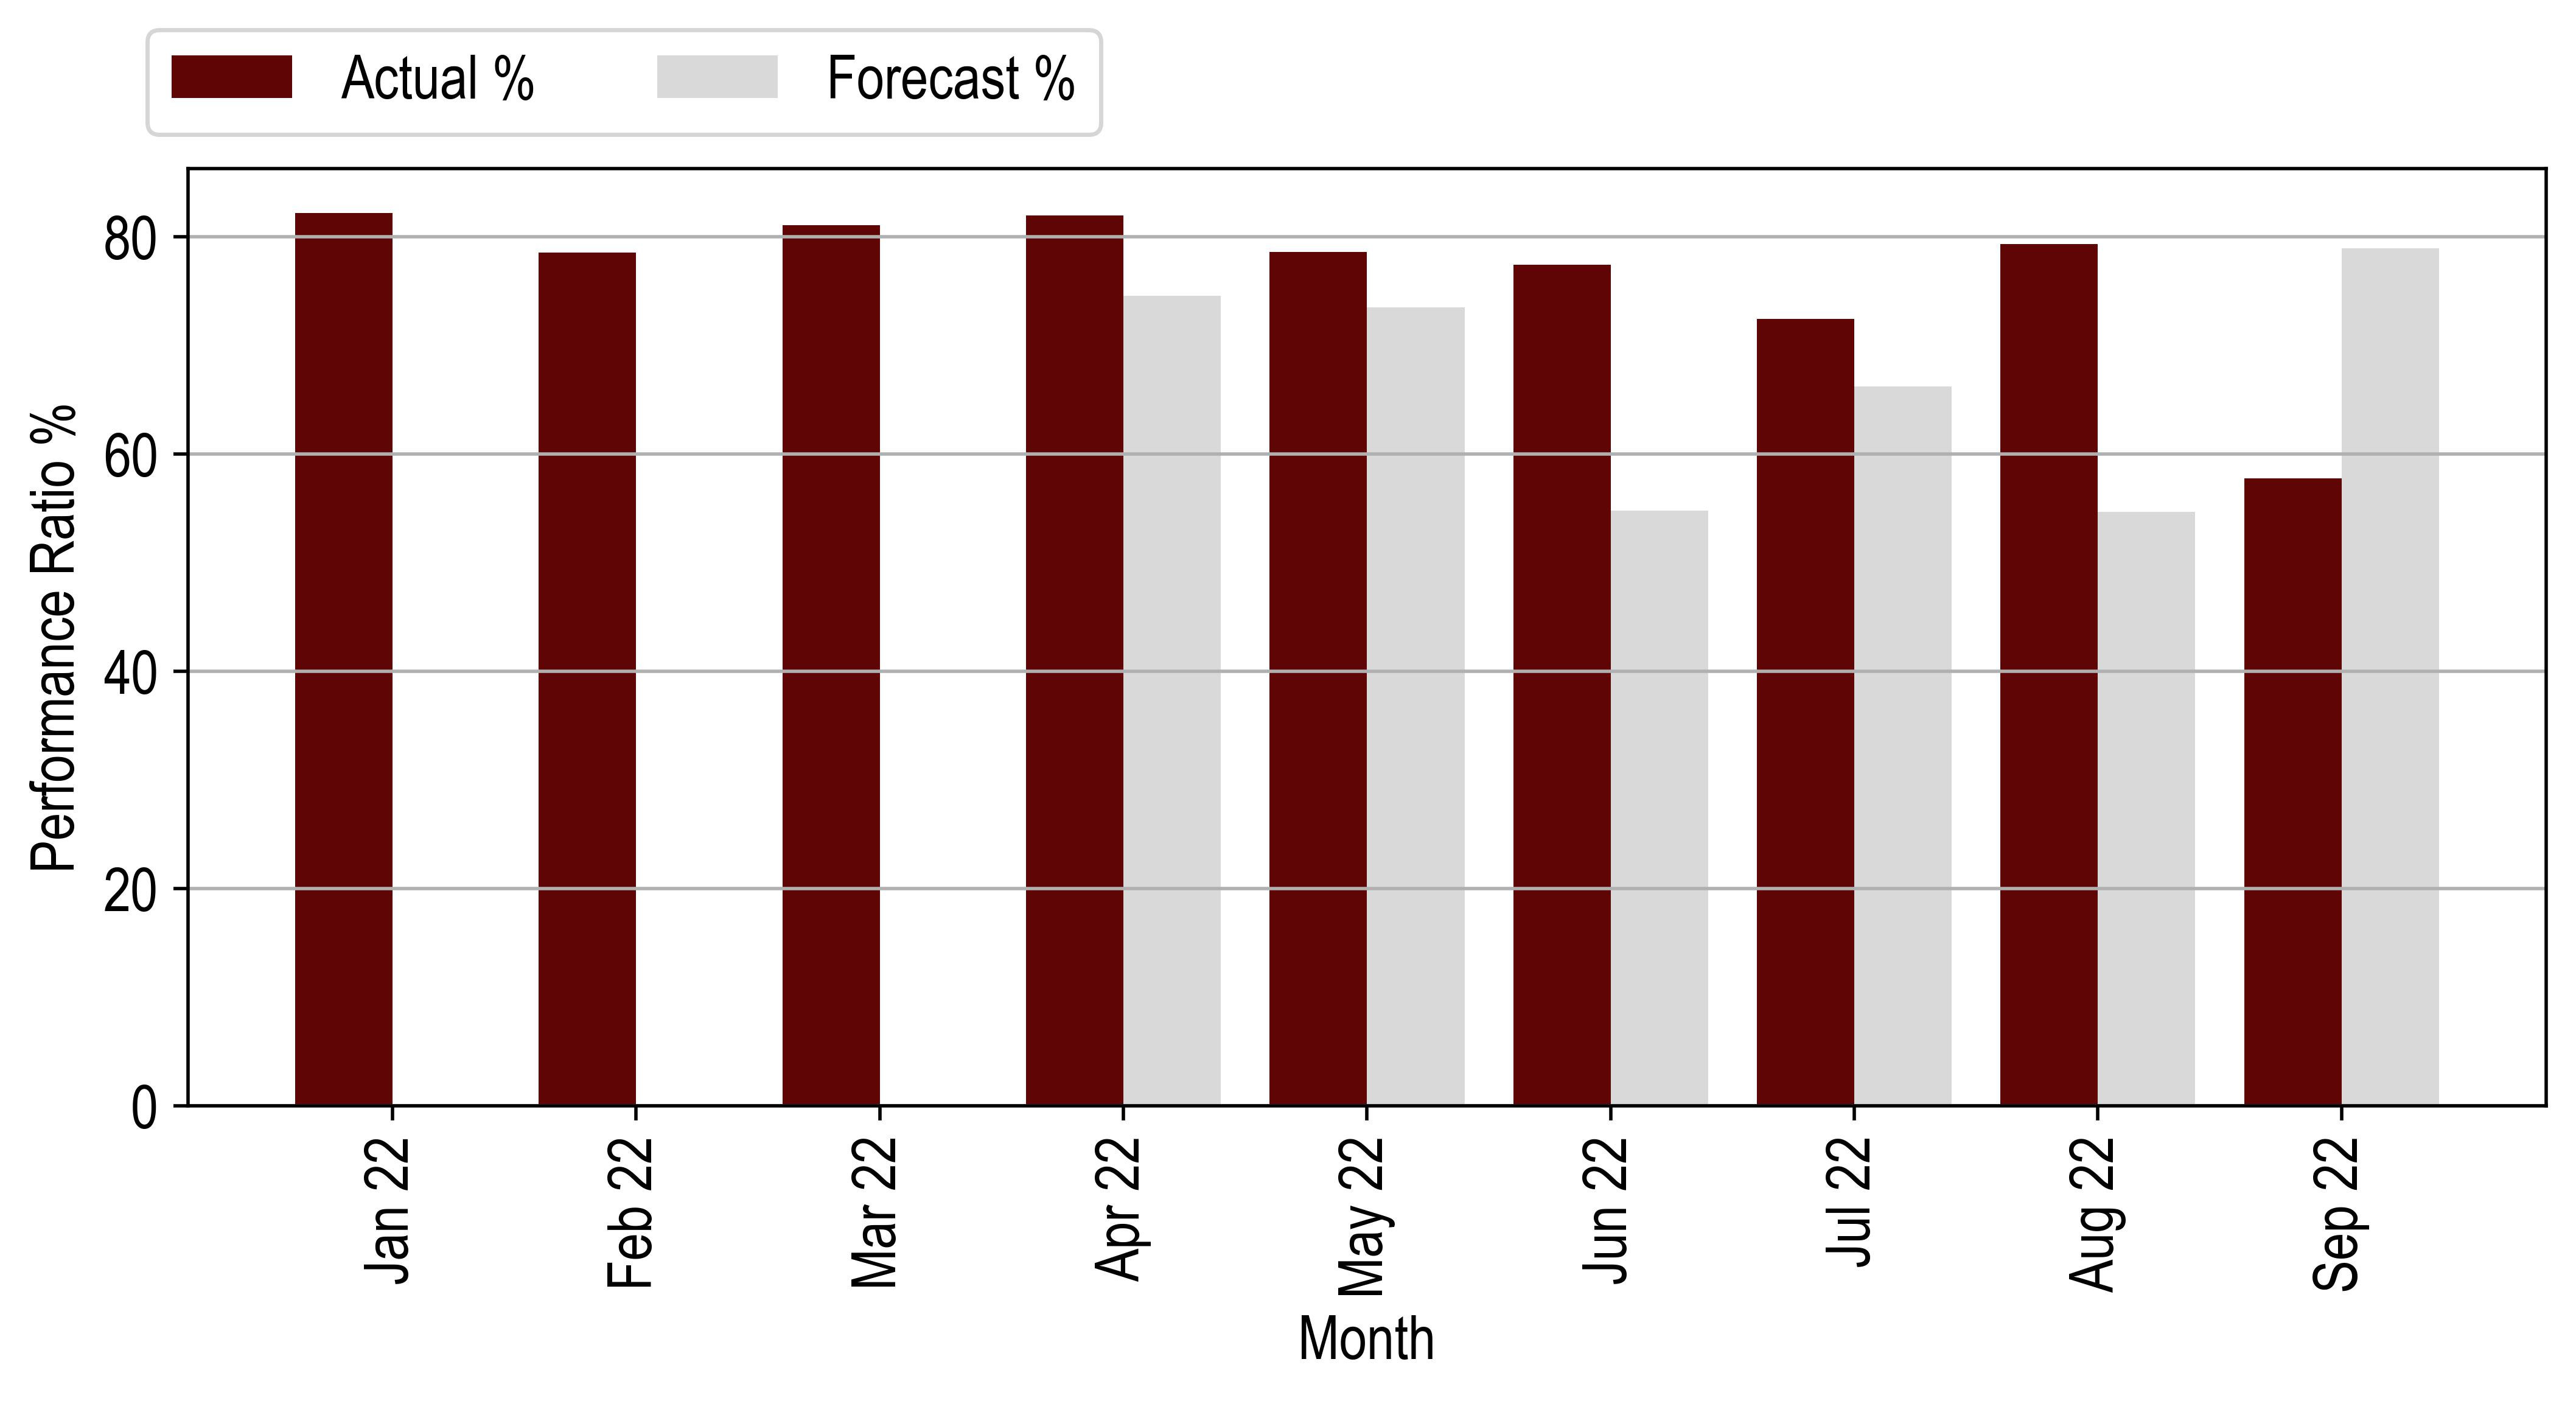 Actual %
Forecast %
Performance Ratio %
80
60
40
20
0
Jan 22
Feb 22
Mar 22
Apr 22
May 22
Jun 22
Jul 22
Aug 22
Sep 22
Month